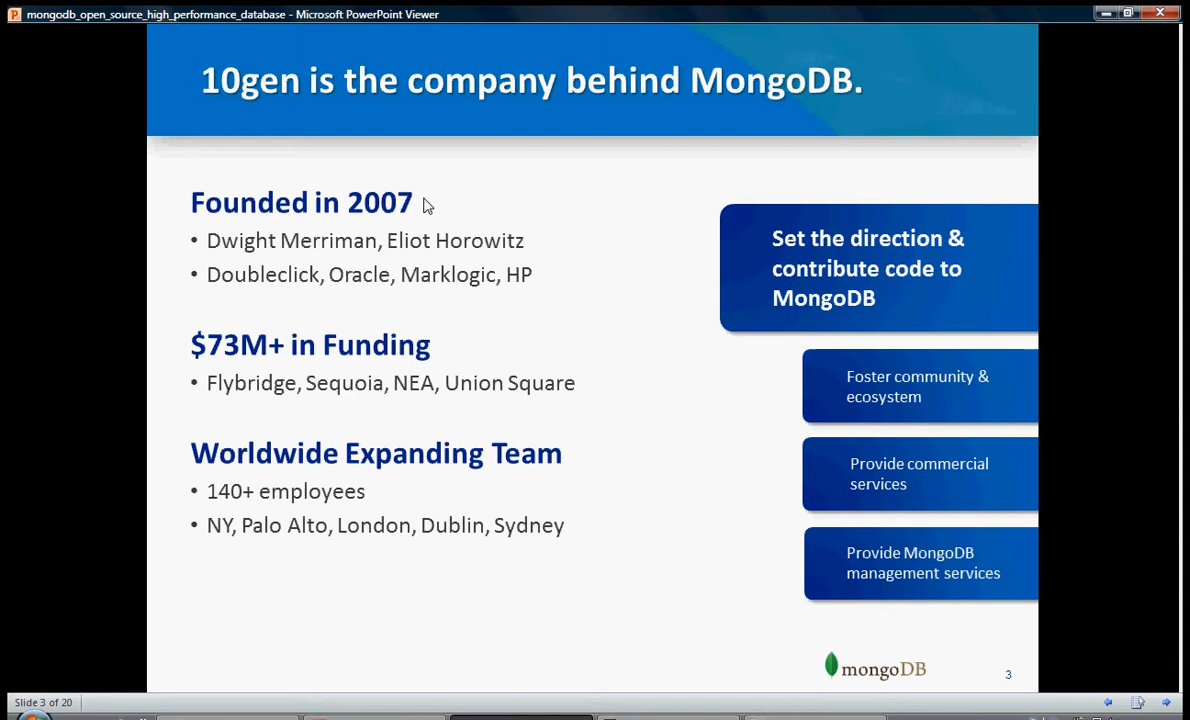 mongodb_open_source_high_performance_database - Microsoft PowerPoint Viewer
10gen is the company behind MongoDB.
Founded in 2007
• Dwight Merriman, Eliot Horowitz
• Doubleclick, Oracle, Marklogic, HP
$73M+ in Funding
• Flybridge, Sequoia, NEA, Union Square
Worldwide Expanding Team
• 140+ employees
• NY, Palo Alto, London, Dublin, Sydney
Set the direction &
contribute code to
MongoDB
Foster community &
ecosystem
Provide commercial
services
Provide MongoDB
management services
mongoDB
3
Slide 3 of 20